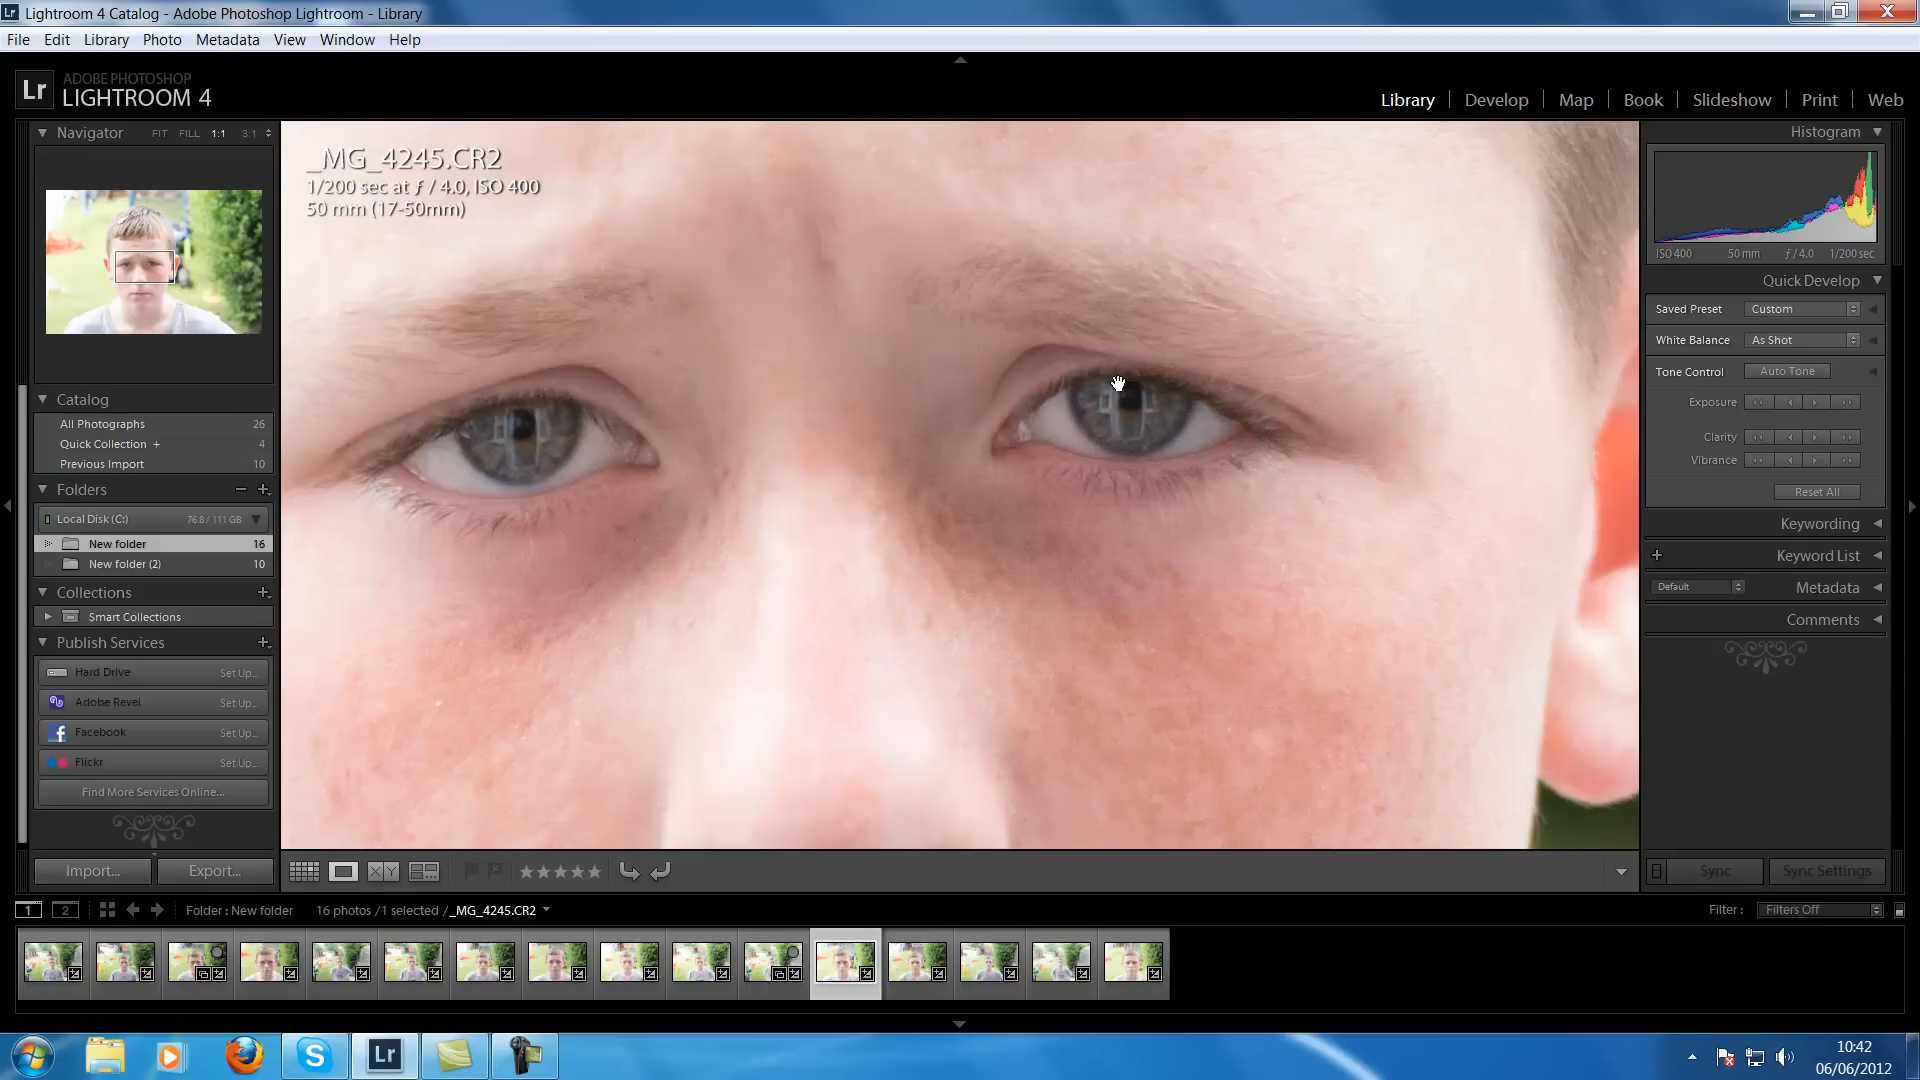 Lightroom 4 Catalog - Adobe Photoshop Lightroom - Library
File Edit Library Photo Metadata View Window Help
Lr ADOBE PHOTOSHOP
LIGHTROOM 4
Library Develop Map Book Slideshow Print Web
Navigator FIT FILL 1:1 3:1
_MG_4245.CR2
1/200 sec at ƒ / 4.0, ISO 400
50 mm (17-50mm)
Histogram
ISO 400 50 mm ƒ / 4.0 1/200 sec
Quick Develop
Saved Preset Custom
White Balance As Shot
Tone Control Auto Tone
Exposure
Clarity
Vibrance
Reset All
Keywording
Keyword List
Default Metadata
Comments
Catalog
All Photographs 26
Quick Collection + 4
Previous Import 10
Folders
Local Disk (C:) 76.8 / 111 GB
New folder 16
New folder (2) 10
Collections
Smart Collections
Publish Services
Hard Drive Set Up...
Adobe Revel Set Up...
Facebook Set Up...
Flickr Set Up...
Find More Services Online...
Import... Export...
XY
Sync Sync Settings
1 2 Folder : New folder 16 photos / 1 selected / _MG_4245.CR2 Filter : Filters Off
Lr
10:42
06/06/2012